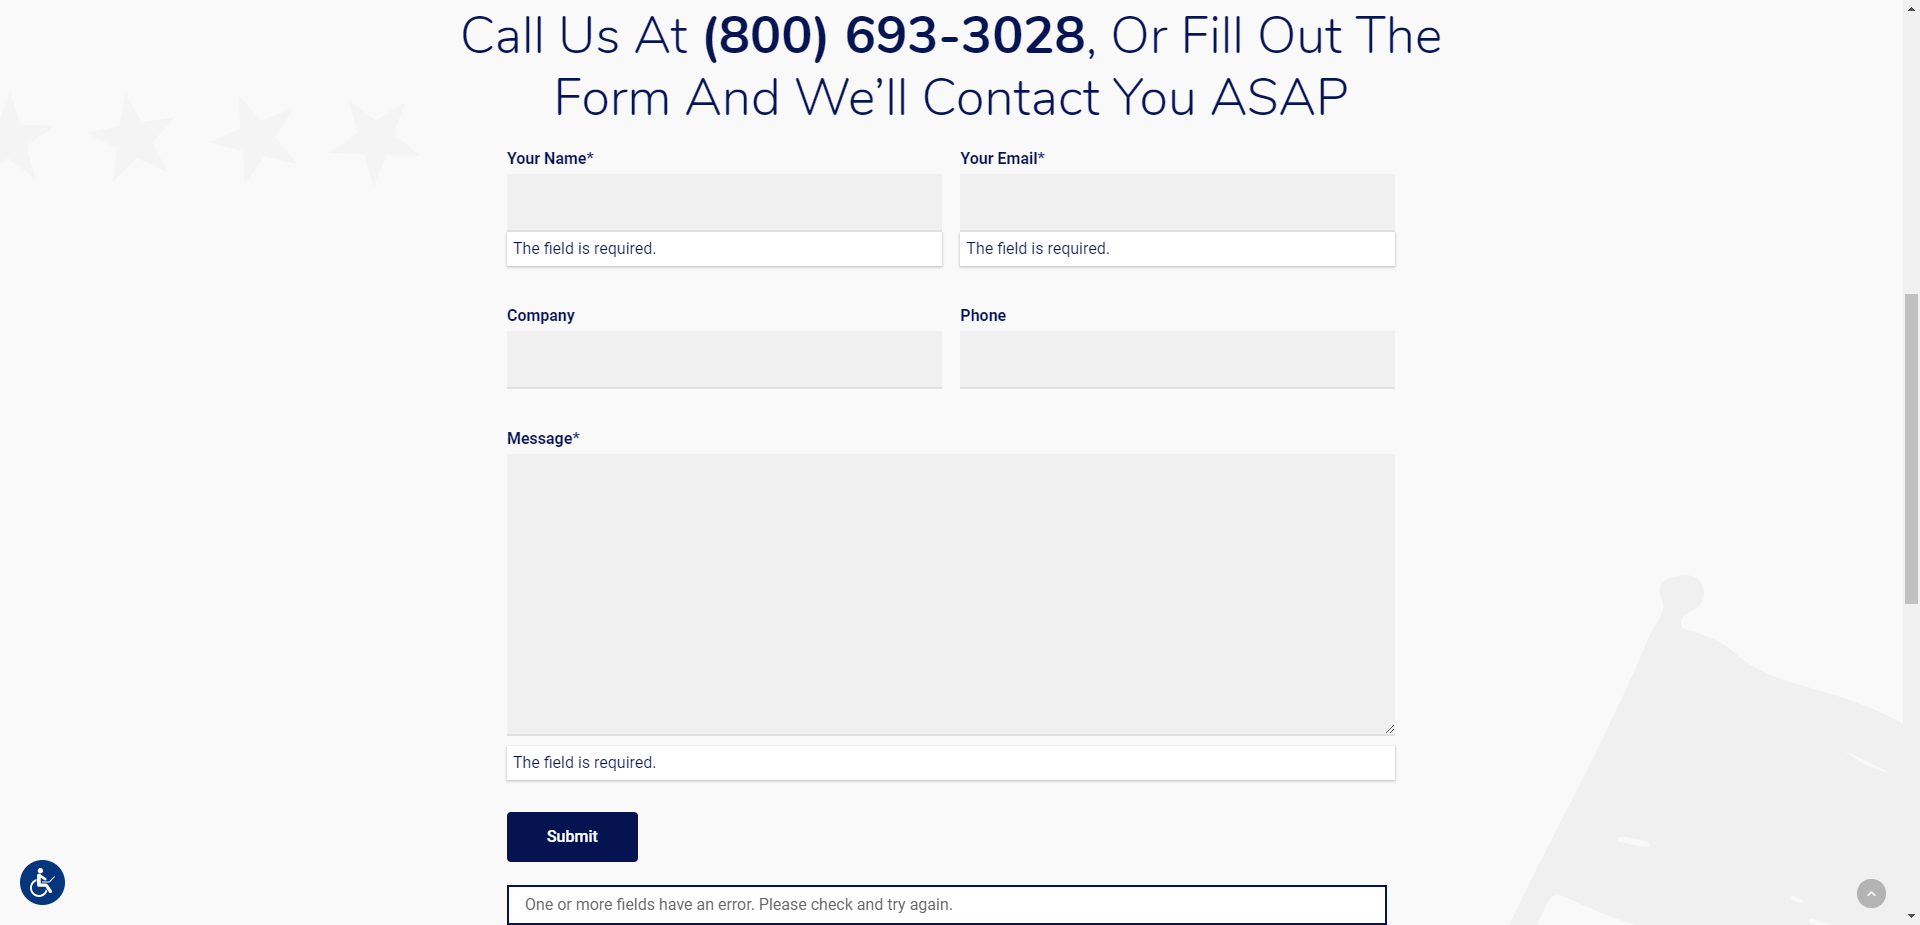 Call Us At (800) 693-3028, Or Fill Out The
Form And We’ll Contact You ASAP
Your Name*
Your Email*
The field is required.
The field is required.
Company
Phone
Message*
The field is required.
Submit
One or more fields have an error. Please check and try again.